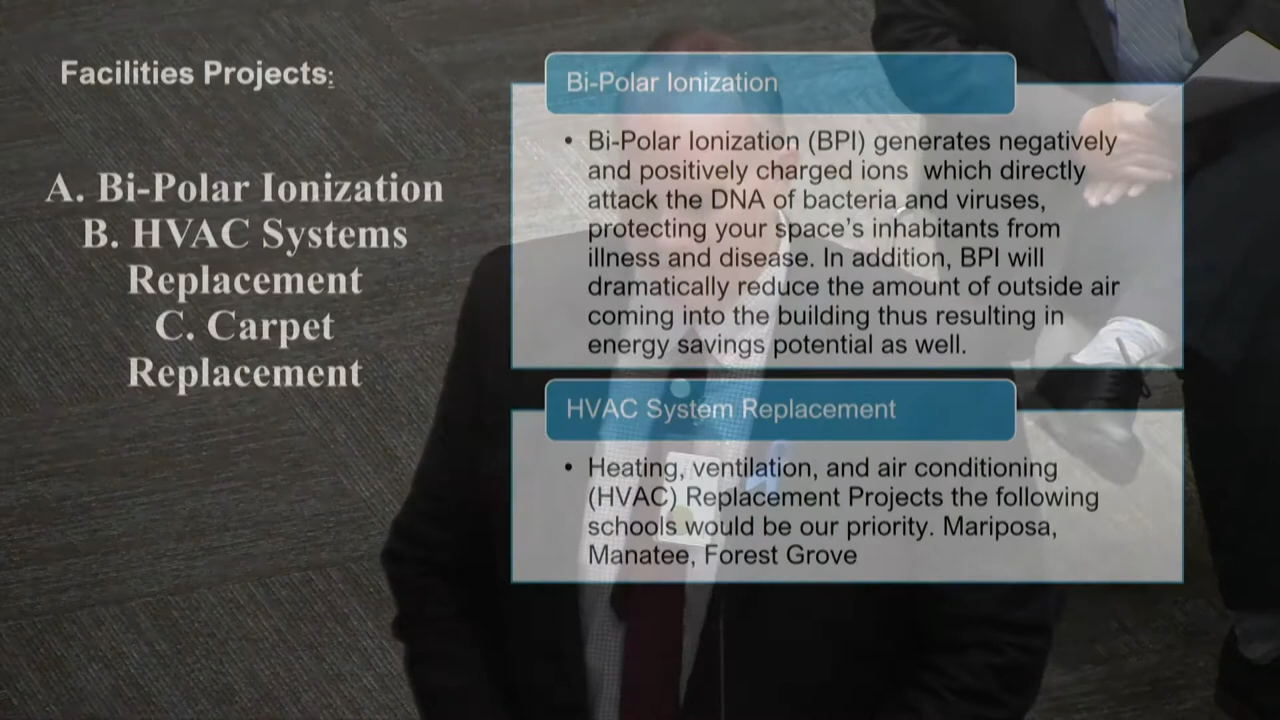 Facilities Projects:
A. Bi-Polar Ionization
B. HVAC Systems
Replacement
C. Carpet
Replacement
Bi-Polar Ionization
• Bi-Polar Ionization (BPI) generates negatively
and positively charged ions which directly
attack the DNA of bacteria and viruses,
protecting your space's inhabitants from
illness and disease. In addition, BPI will
dramatically reduce the amount of outside air
coming into the building thus resulting in
energy savings potential as well.
HVAC System Replacement
• Heating, ventilation, and air conditioning
(HVAC) Replacement Projects the following
schools would be our priority. Mariposa,
Manatee, Forest Grove